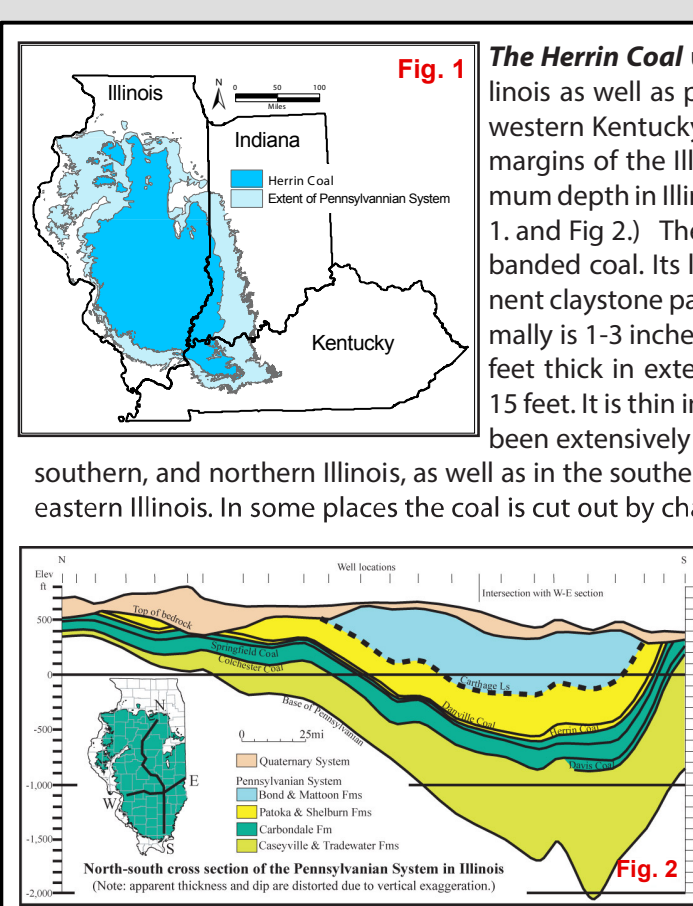 Fig. 1
Illinois
N
0 50 100
Miles
Indiana
Herrin Coal
Extent of Pennsylvannian System
Kentucky
The Herrin Coal
linois as well as p
western Kentucky
margins of the Ill
mum depth in Illin
1. and Fig 2.) The
banded coal. Its l
nent claystone pa
mally is 1-3 inche
feet thick in exte
15 feet. It is thin i
been extensively
southern, and northern Illinois, as well as in the southe
eastern Illinois. In some places the coal is cut out by cha
N
Well locations
S
Elev
ft
Intersection with W-E section
Top of bedrock
500
Springfield Coal
Colchester Coal
Carthage Ls
0
Base of Pennsylvanian
Danville Coal
Herrin Coal
-500
Davis Coal
N
0 25mi
Quaternary System
Pennsylvanian System
E
-1,000
Bond & Mattoon Fms
W
Patoka & Shelburn Fms
Carbondale Fm
-1,500
Caseyville & Tradewater Fms
S
North-south cross section of the Pennsylvanian System in Illinois
Fig. 2
(Note: apparent thickness and dip are distorted due to vertical exaggeration.)
-2,000